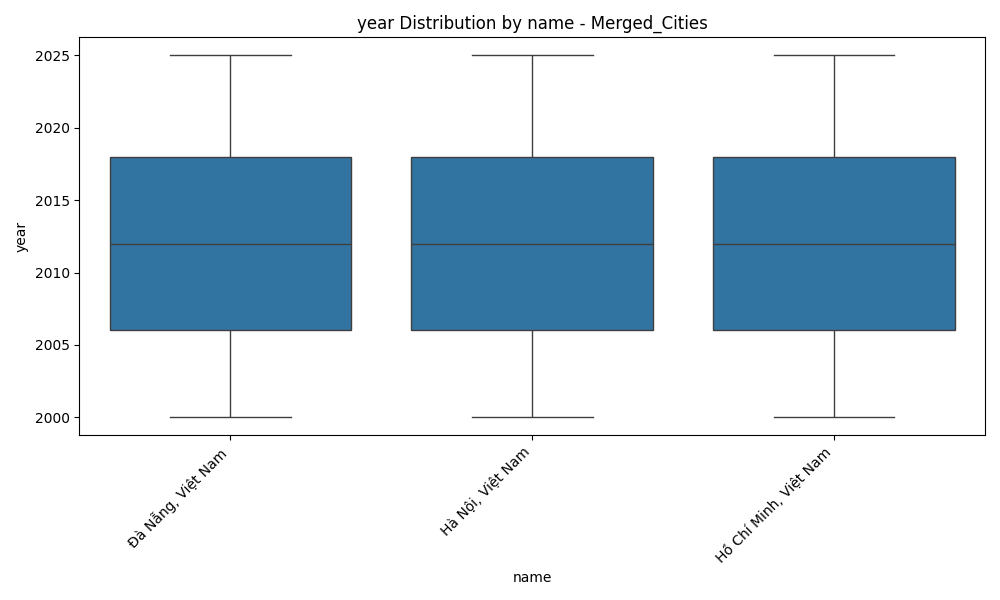 year Distribution by name - Merged_Cities
year
2025
2020
2015
2010
2005
2000
Đà Nẵng, Việt Nam
Hà Nội, Việt Nam
Hồ Chí Minh, Việt Nam
name